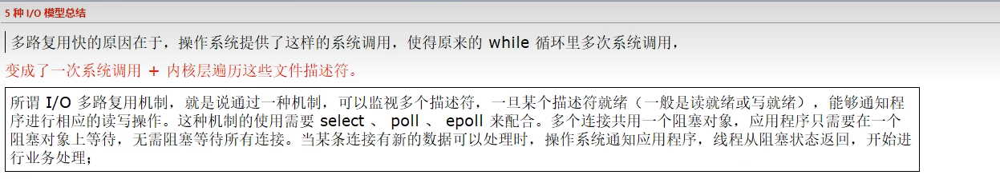 5 种 I/O 模型总结
多路复用快的原因在于，操作系统提供了这样的系统调用，使得原来的 while 循环里多次系统调用，
变成了一次系统调用 + 内核层遍历这些文件描述符。
所谓 I/O 多路复用机制，就是说通过一种机制，可以监视多个描述符，一旦某个描述符就绪（一般是读就绪或写就绪），能够通知程
序进行相应的读写操作。这种机制的使用需要 select 、 poll 、 epoll 来配合。多个连接共用一个阻塞对象，应用程序只需要在一个
阻塞对象上等待，无需阻塞等待所有连接。当某条连接有新的数据可以处理时，操作系统通知应用程序，线程从阻塞状态返回，开始进
行业务处理；